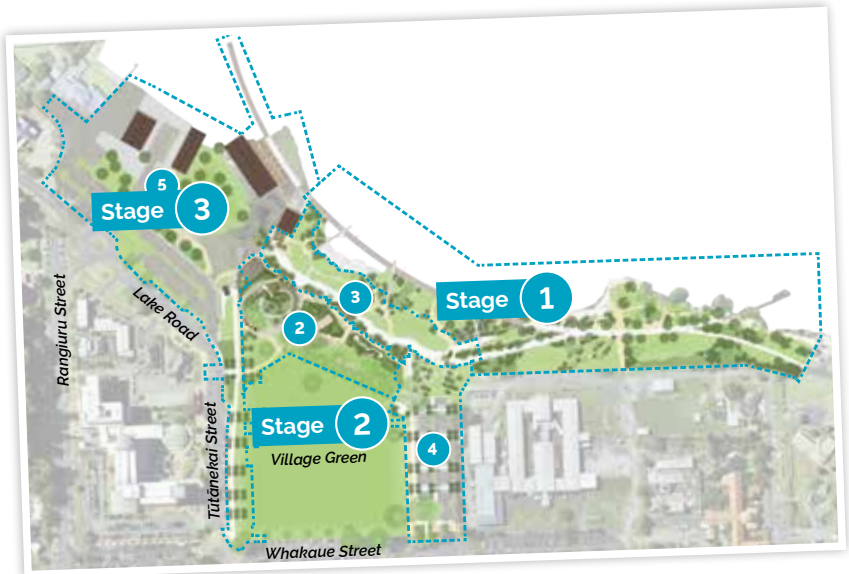 5
Stage 3
3
Stage 1
2
Rangiuru Street
Lake Road
Stage 2
Tūtānekai Street
4
Village Green
Whakaue Street